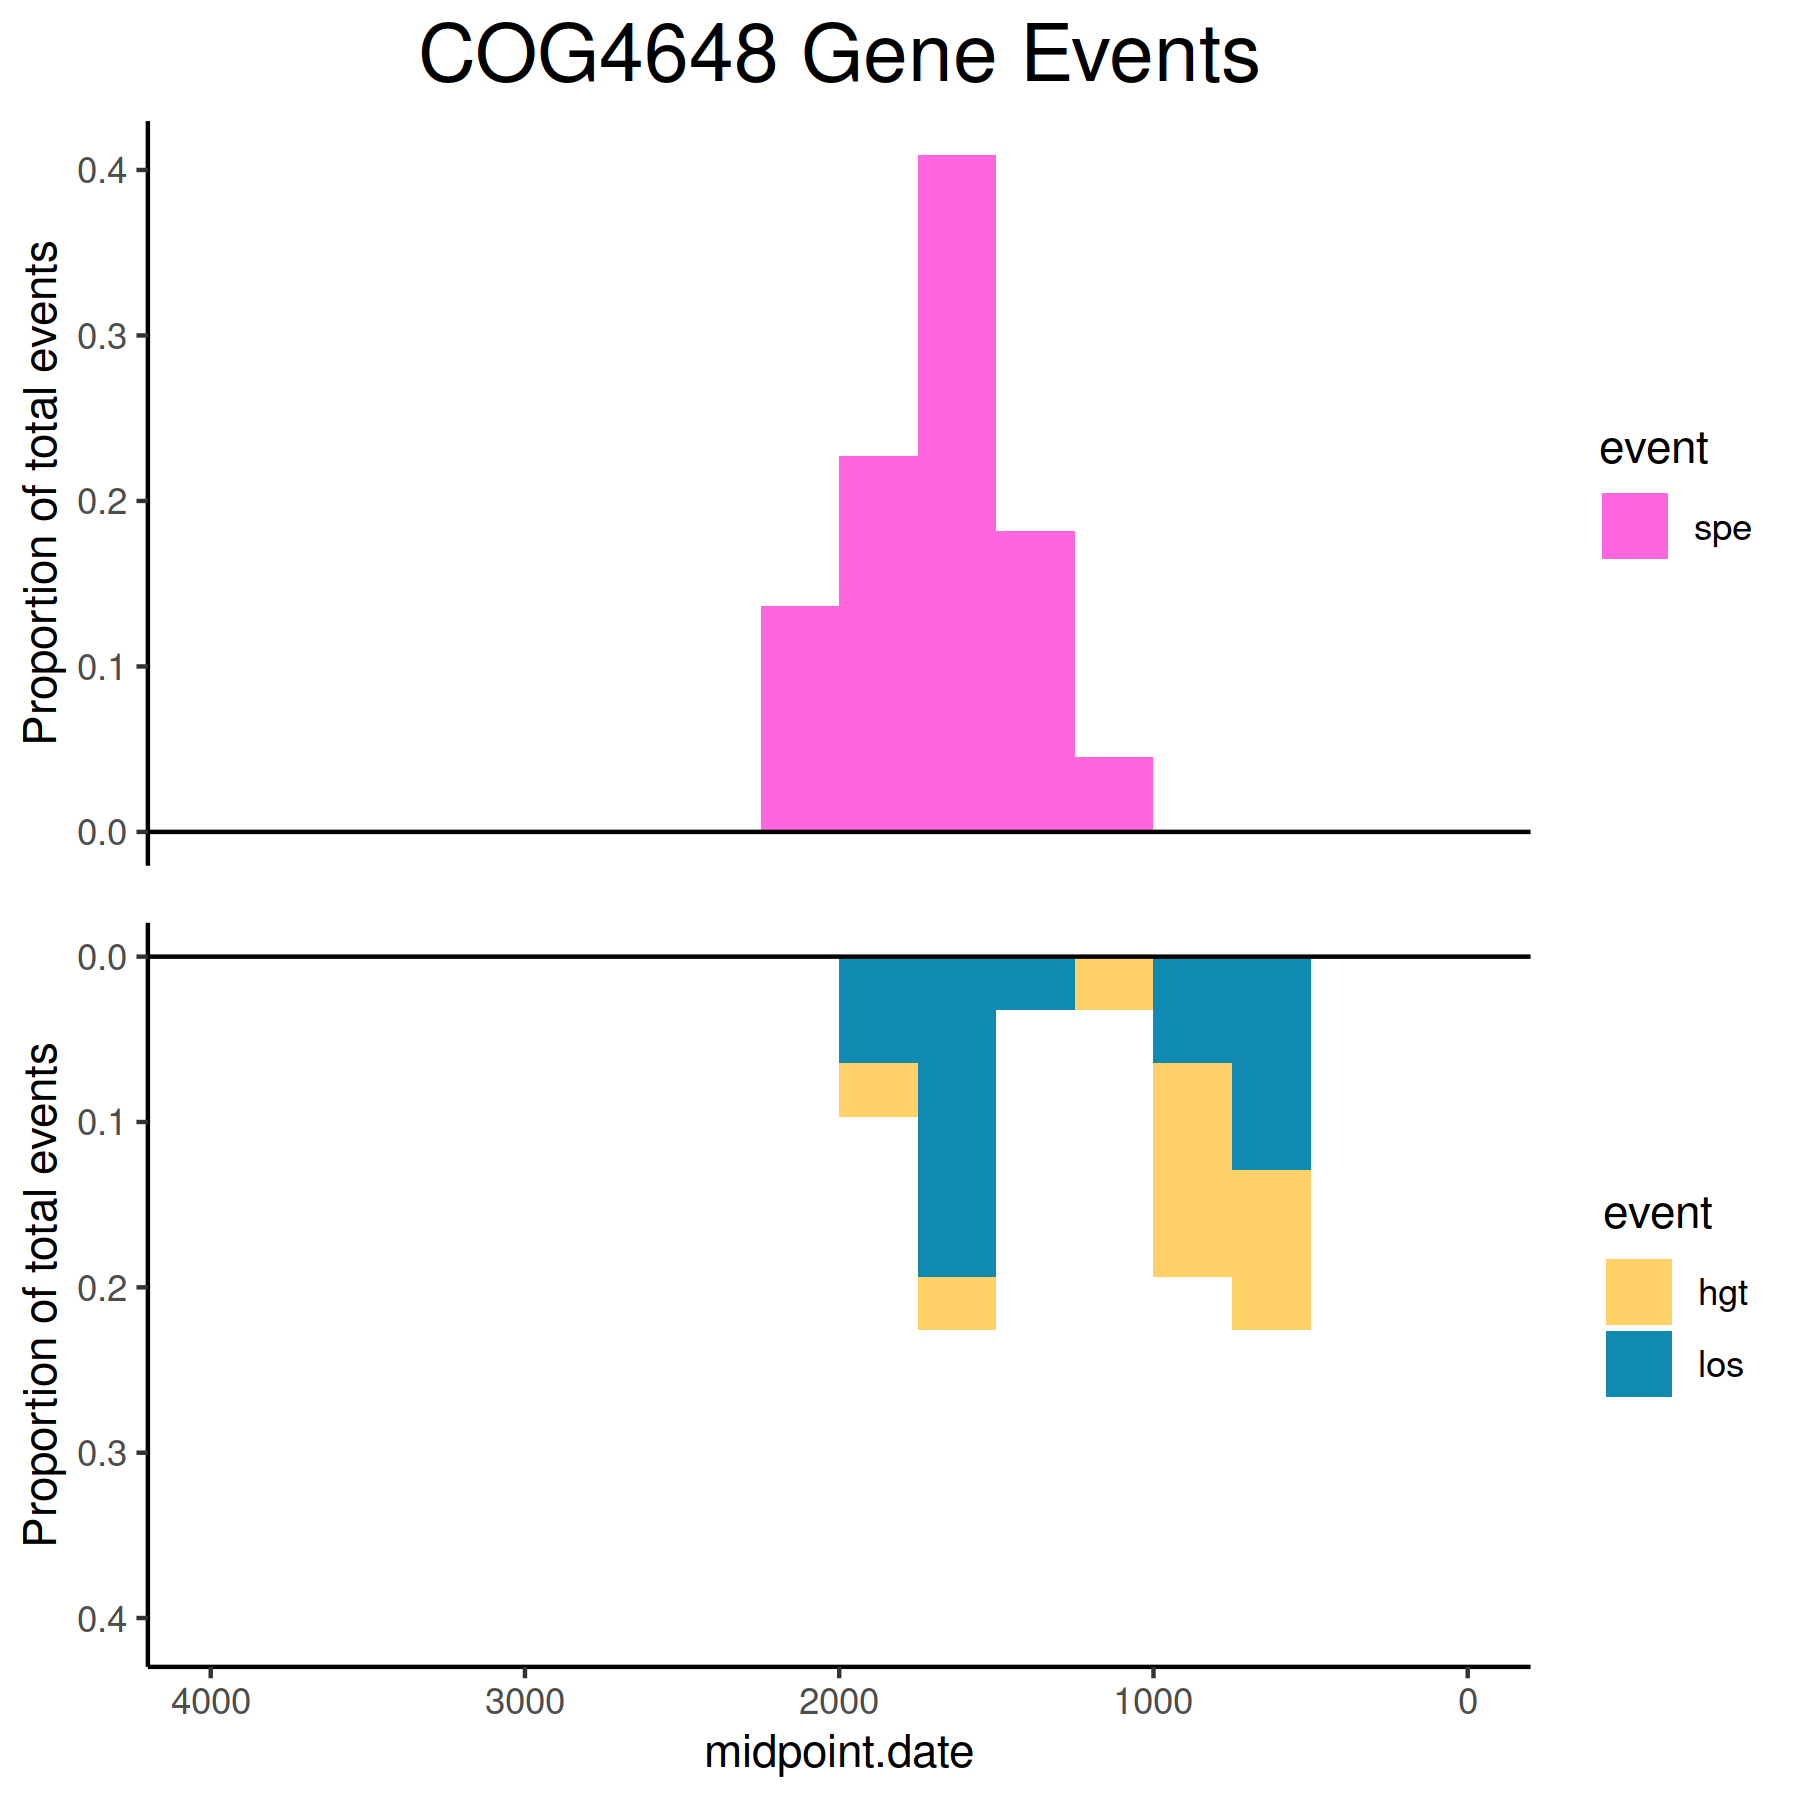 COG4648 Gene Events
Proportion of total events
0.4
0.3
0.2
0.1
0.0
event
spe
Proportion of total events
0.0
0.1
0.2
0.3
0.4
event
hgt
los
4000 3000 2000 1000 0
midpoint.date